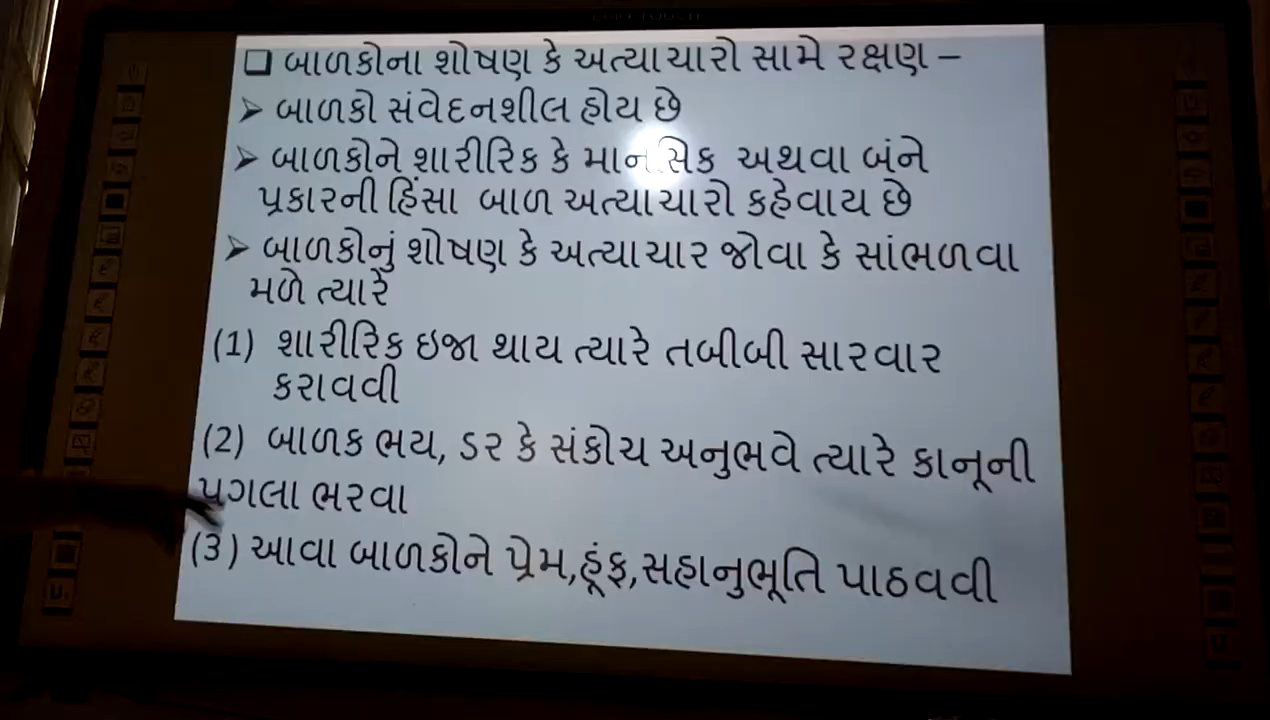 ❑ બાળકોના શોષણ કે અત્યાચારો સામે રક્ષણ –
➢ બાળકો સંવેદનશીલ હોય છે
➢ બાળકોને શારીરિક કે માનસિક અથવા બંને
પ્રકારની હિંસા બાળ અત્યાચારો કહેવાય છે
➢ બાળકોનું શોષણ કે અત્યાચાર જોવા કે સાંભળવા
મળે ત્યારે
(1) શારીરિક ઇજા થાય ત્યારે તબીબી સારવાર
કરાવવી
(2) બાળક ભય, ડર કે સંકોચ અનુભવે ત્યારે કાનૂની
પગલા ભરવા
(3) આવા બાળકોને પ્રેમ,હૂંફ,સહાનુભૂતિ પાઠવવી